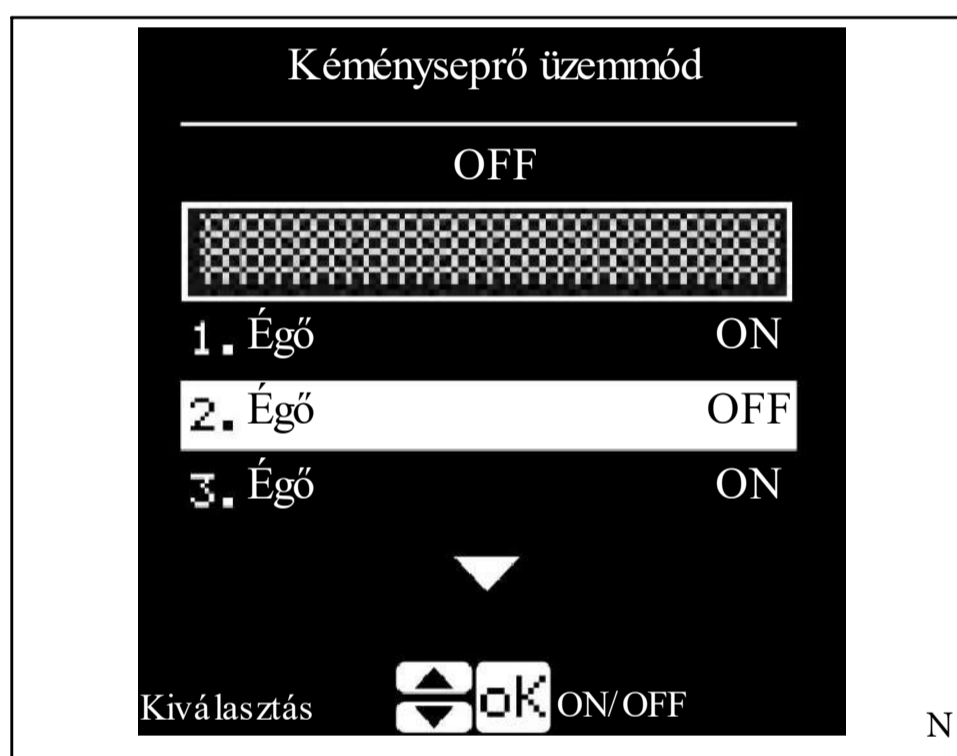 Kéményseprő üzemmód
OFF
1. Égő ON
2. Égő OFF
3. Égő ON
Kiválasztás OK ON/OFF
N